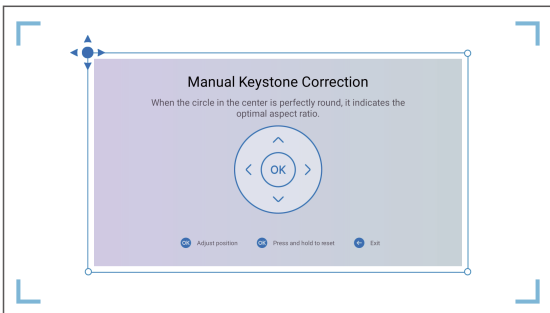 Manual Keystone Correction
When the circle in the center is perfectly round, it indicates the
optimal aspect ratio.
OK
OK Adjust position OK Press and hold to reset Exit